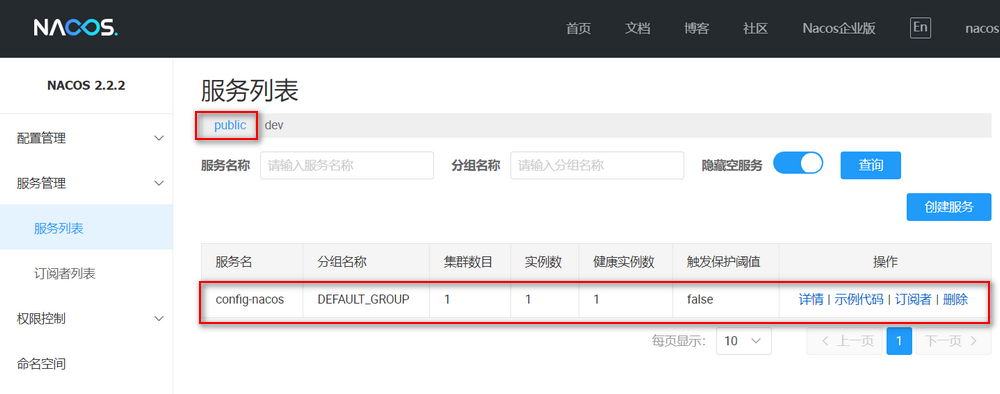 NACOS. 首页 文档 博客 社区 Nacos企业版 En nacos
NACOS 2.2.2
配置管理
服务管理
服务列表
订阅者列表
权限控制
命名空间
服务列表
public dev
服务名称 请输入服务名称 分组名称 请输入分组名称 隐藏空服务 查询
创建服务
服务名 分组名称 集群数目 实例数 健康实例数 触发保护阈值 操作
config-nacos DEFAULT_GROUP 1 1 1 false 详情 | 示例代码 | 订阅者 | 删除
每页显示: 10 上一页 1 下一页